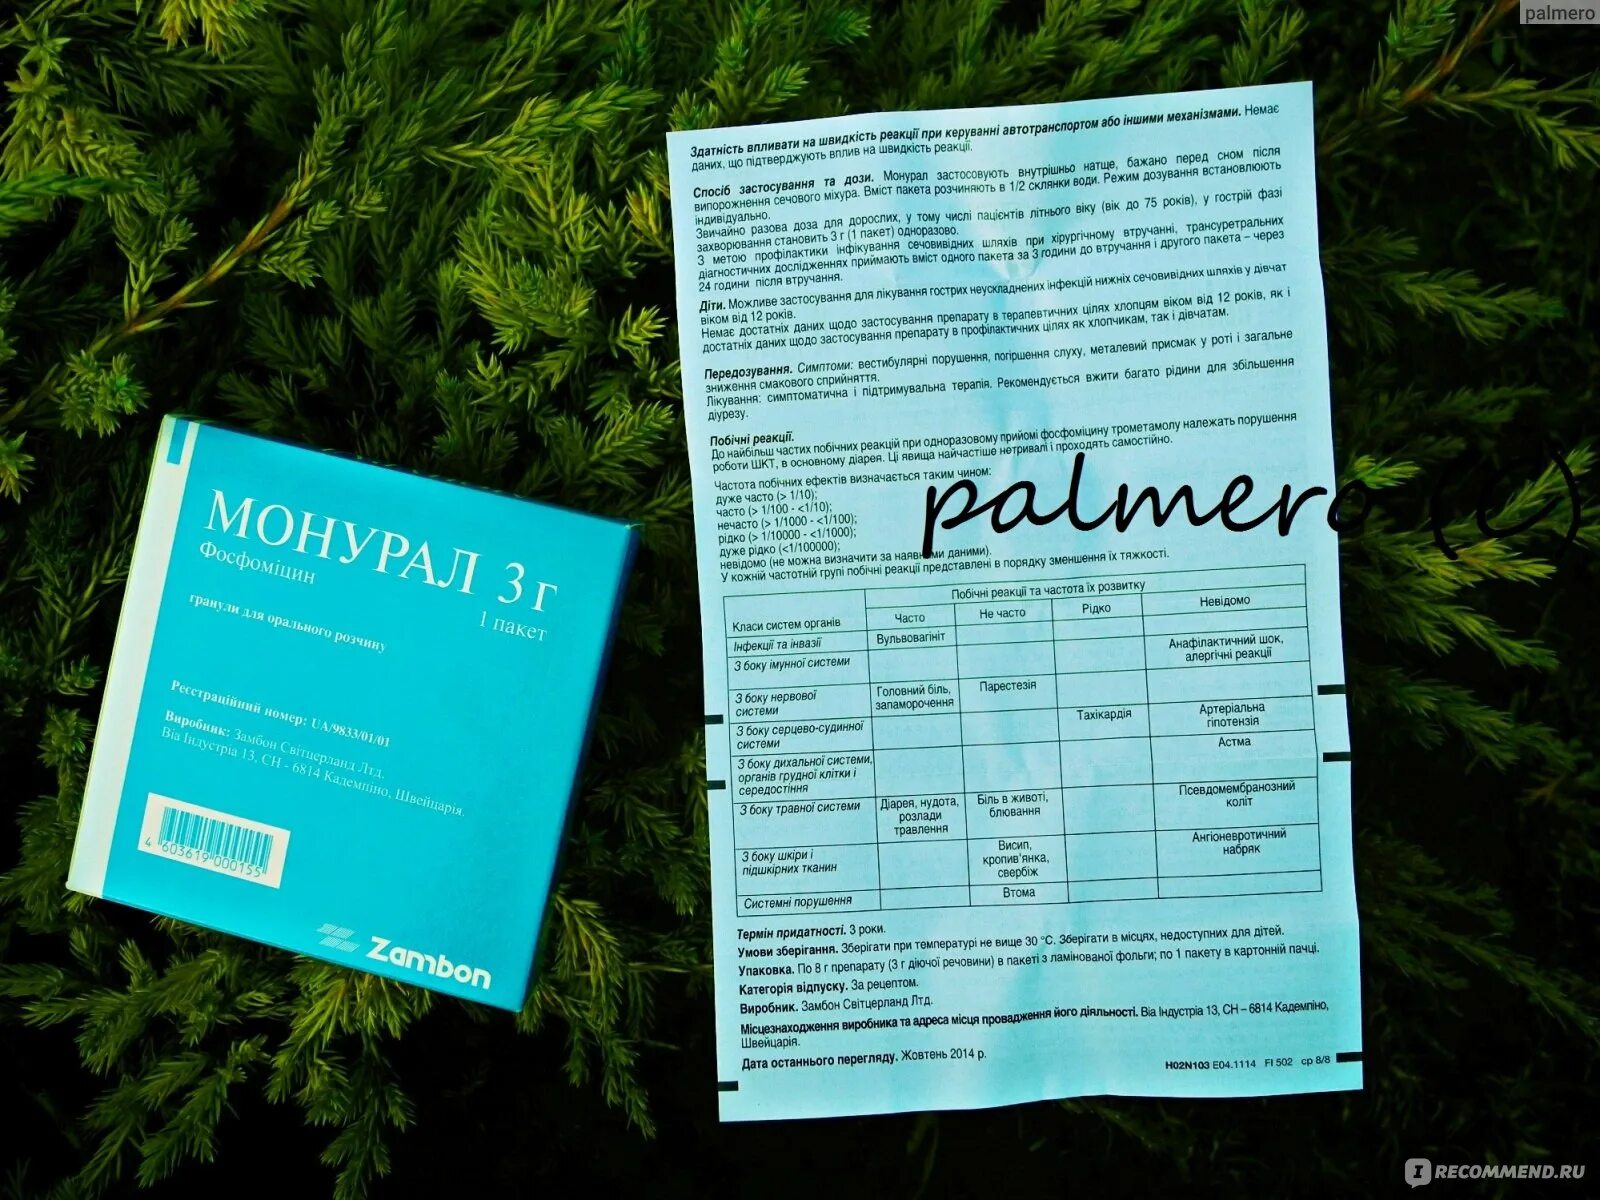 palmero
МОНУРАЛ 3 г
Фосфоміцин
1 пакет
гранули для орального розчину
Реєстраційний номер: UA/9833/01/01
Виробник: Замбон Світцерланд Лтд.
Віа Індустріа 13, СН - 6814 Кадемпіно, Швейцарія.
4 603619 000155
Zambon
Здатність впливати на швидкість реакції при керуванні автотранспортом або іншими механізмами. Немає
даних, що підтверджують вплив на швидкість реакції.
Спосіб застосування та дози. Монурал застосовують внутрішньо натще, бажано перед сном після
випорожнення сечового міхура. Вміст пакета розчиняють в 1/2 склянки води. Режим дозування встановлюють
індивідуально.
Звичайно разова доза для дорослих, у тому числі пацієнтів літнього віку (вік до 75 років), у гострій фазі
захворювання становить 3 г (1 пакет) одноразово.
З метою профілактики інфікування сечовивідних шляхів при хірургічному втручанні, трансуретральних
діагностичних дослідженнях приймають вміст одного пакета за 3 години до втручання і другого пакета – через
24 години після втручання.
Діти. Можливе застосування для лікування гострих неускладнених інфекцій нижніх сечовивідних шляхів у дівчат
віком від 12 років.
Немає достатніх даних щодо застосування препарату в терапевтичних цілях хлопцям віком від 12 років, як і
достатніх даних щодо застосування препарату в профілактичних цілях як хлопчикам, так і дівчатам.
Передозування. Симптоми: вестибулярні порушення, погіршення слуху, металевий присмак у роті і загальне
зниження смакового сприйняття.
Лікування: симптоматична і підтримувальна терапія. Рекомендується вжити багато рідини для збільшення
діурезу.
Побічні реакції.
До найбільш частих побічних реакцій при одноразовому прийомі фосфоміцину трометамолу належать порушення
роботи ШКТ, в основному діарея. Ці явища найчастіше нетривалі і проходять самостійно.
Частота побічних ефектів визначається таким чином:
дуже часто (> 1/10);
часто (> 1/100 - <1/10);
нечасто (> 1/1000 - <1/100);
рідко (> 1/10000 - <1/1000);
дуже рідко (<1/100000);
невідомо (не можна визначити за наявними даними).
У кожній частотній групі побічні реакції представлені в порядку зменшення їх тяжкості.
palmero (c)
Класи систем органів Побічні реакції та частота їх розвитку
Часто Не часто Рідко Невідомо
Інфекції та інвазії Вульвовагініт
З боку імунної системи Анафілактичний шок,
алергічні реакції
З боку нервової Головний біль, Парестезія
системи запаморочення
З боку серцево-судинної Тахікардія Артеріальна
системи гіпотензія
З боку дихальної системи, Астма
органів грудної клітки і
середостіння
З боку травної системи Діарея, нудота, Біль в животі, Псевдомембранозний
розлади блювання коліт
травлення
З боку шкіри і Висип, Ангіоневротичний
підшкірних тканин кропив'янка, набряк
свербіж
Системні порушення Втома
Термін придатності. 3 роки.
Умови зберігання. Зберігати при температурі не вище 30 °С. Зберігати в місцях, недоступних для дітей.
Упаковка. По 8 г препарату (3 г діючої речовини) в пакеті з ламінованої фольги; по 1 пакету в картонній пачці.
Категорія відпуску. За рецептом.
Виробник. Замбон Світцерланд Лтд.
Місцезнаходження виробника та адреса місця провадження його діяльності. Віа Індустріа 13, СН – 6814 Кадемпіно,
Швейцарія.
Дата останнього перегляду. Жовтень 2014 р.
H02N103 E04.1114 FI 502 cp 8/8
IRECOMMEND.RU